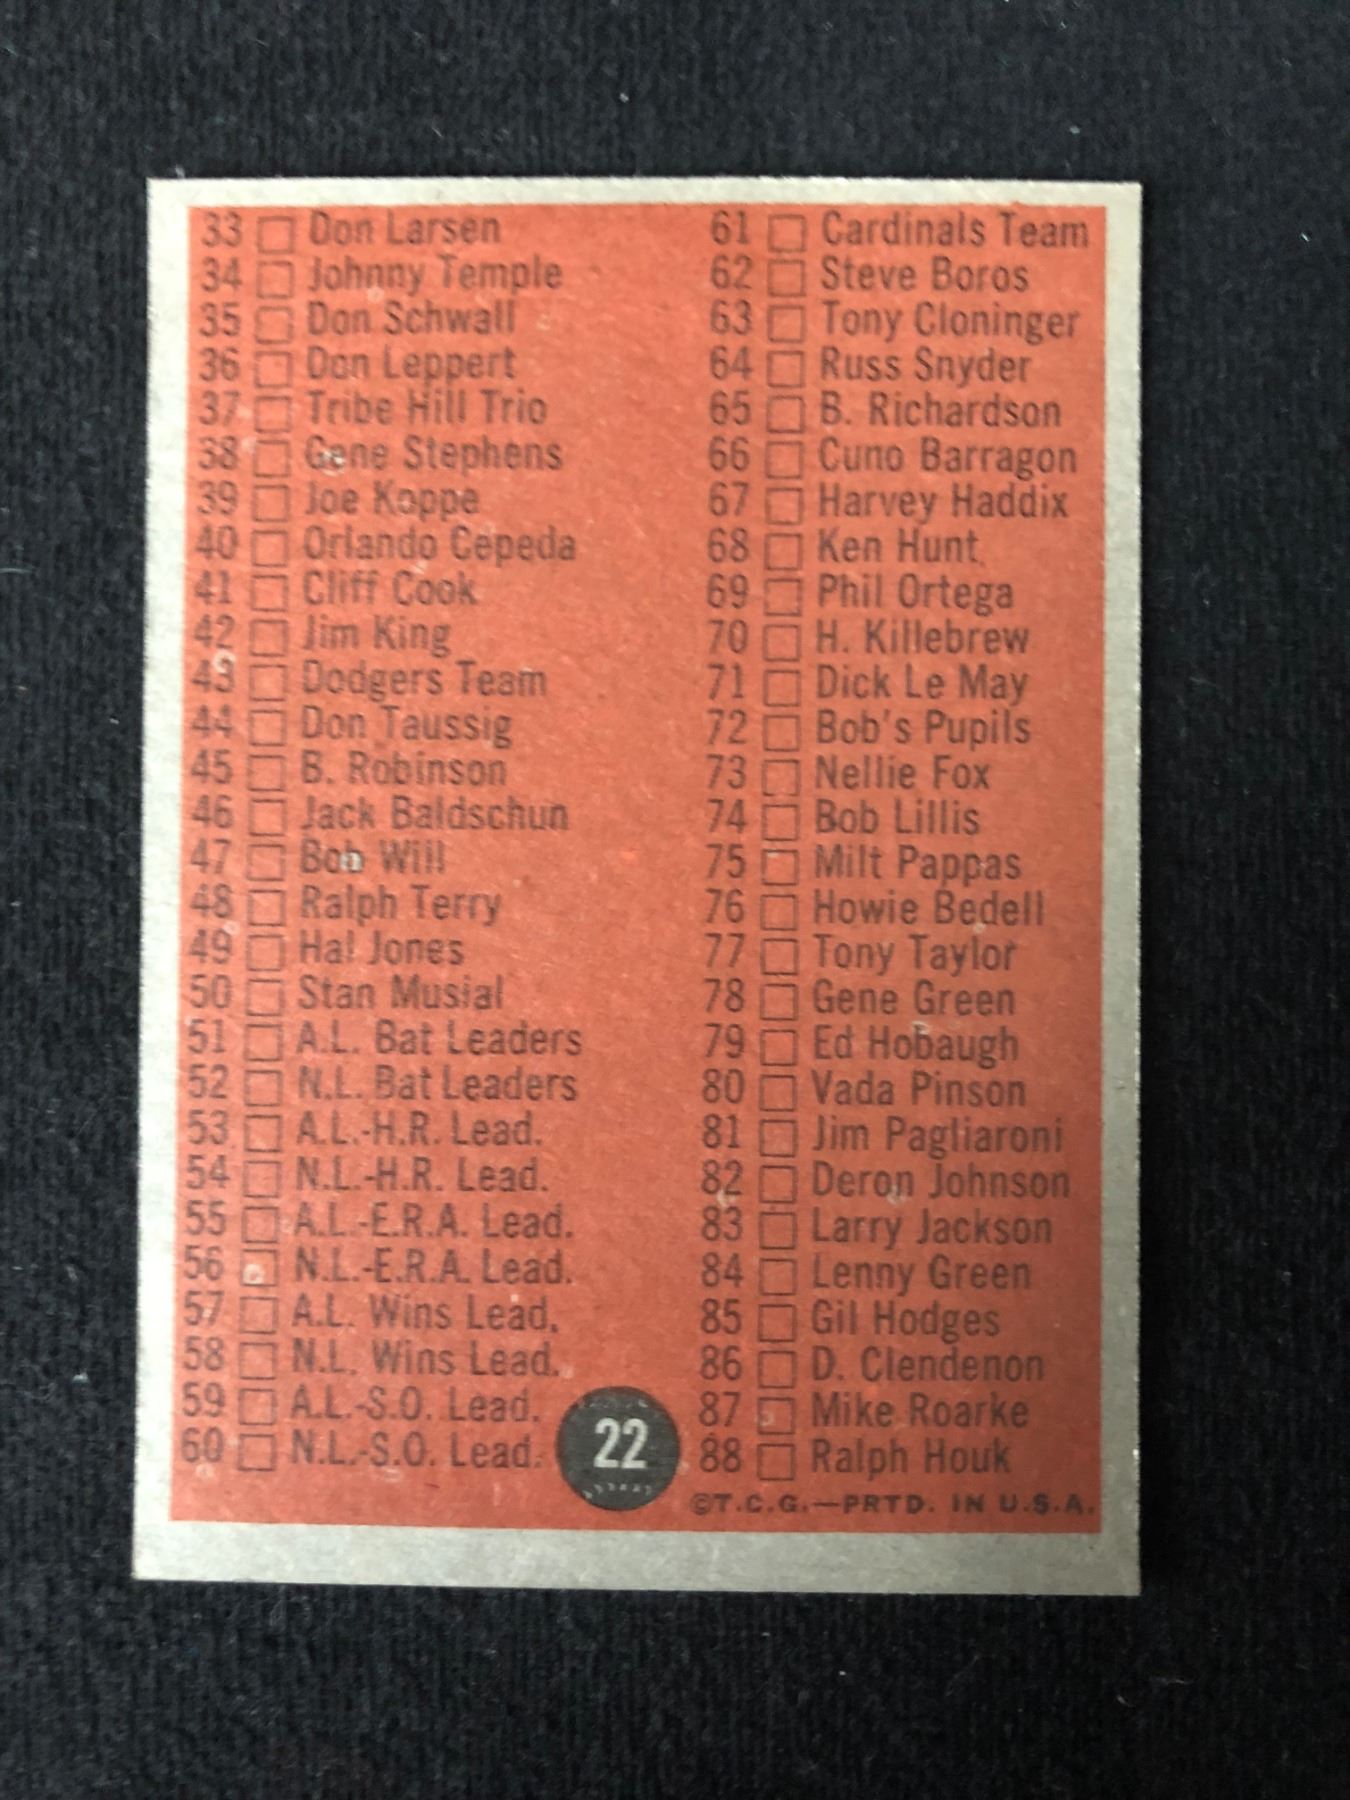 33 Don Larsen
34 Johnny Temple
35 Don Schwall
36 Don Leppert
37 Tribe Hill Trio
38 Gene Stephens
39 Joe Koppe
40 Orlando Cepeda
41 Cliff Cook
42 Jim King
43 Dodgers Team
44 Don Taussig
45 B. Robinson
46 Jack Baldschun
47 Bob Will
48 Ralph Terry
49 Hal Jones
50 Stan Musial
51 A.L. Bat Leaders
52 N.L. Bat Leaders
53 A.L.-H.R. Lead.
54 N.L.-H.R. Lead.
55 A.L.-E.R.A. Lead.
56 N.L.-E.R.A. Lead.
57 A.L. Wins Lead.
58 N.L. Wins Lead.
59 A.L.-S.O. Lead.
60 N.L.-S.O. Lead.
61 Cardinals Team
62 Steve Boros
63 Tony Cloninger
64 Russ Snyder
65 B. Richardson
66 Cuno Barragon
67 Harvey Haddix
68 Ken Hunt
69 Phil Ortega
70 H. Killebrew
71 Dick Le May
72 Bob's Pupils
73 Nellie Fox
74 Bob Lillis
75 Milt Pappas
76 Howie Bedell
77 Tony Taylor
78 Gene Green
79 Ed Hobaugh
80 Vada Pinson
81 Jim Pagliaroni
82 Deron Johnson
83 Larry Jackson
84 Lenny Green
85 Gil Hodges
86 D. Clendenon
87 Mike Roarke
88 Ralph Houk
22
©T.C.G.—PRTD. IN U.S.A.